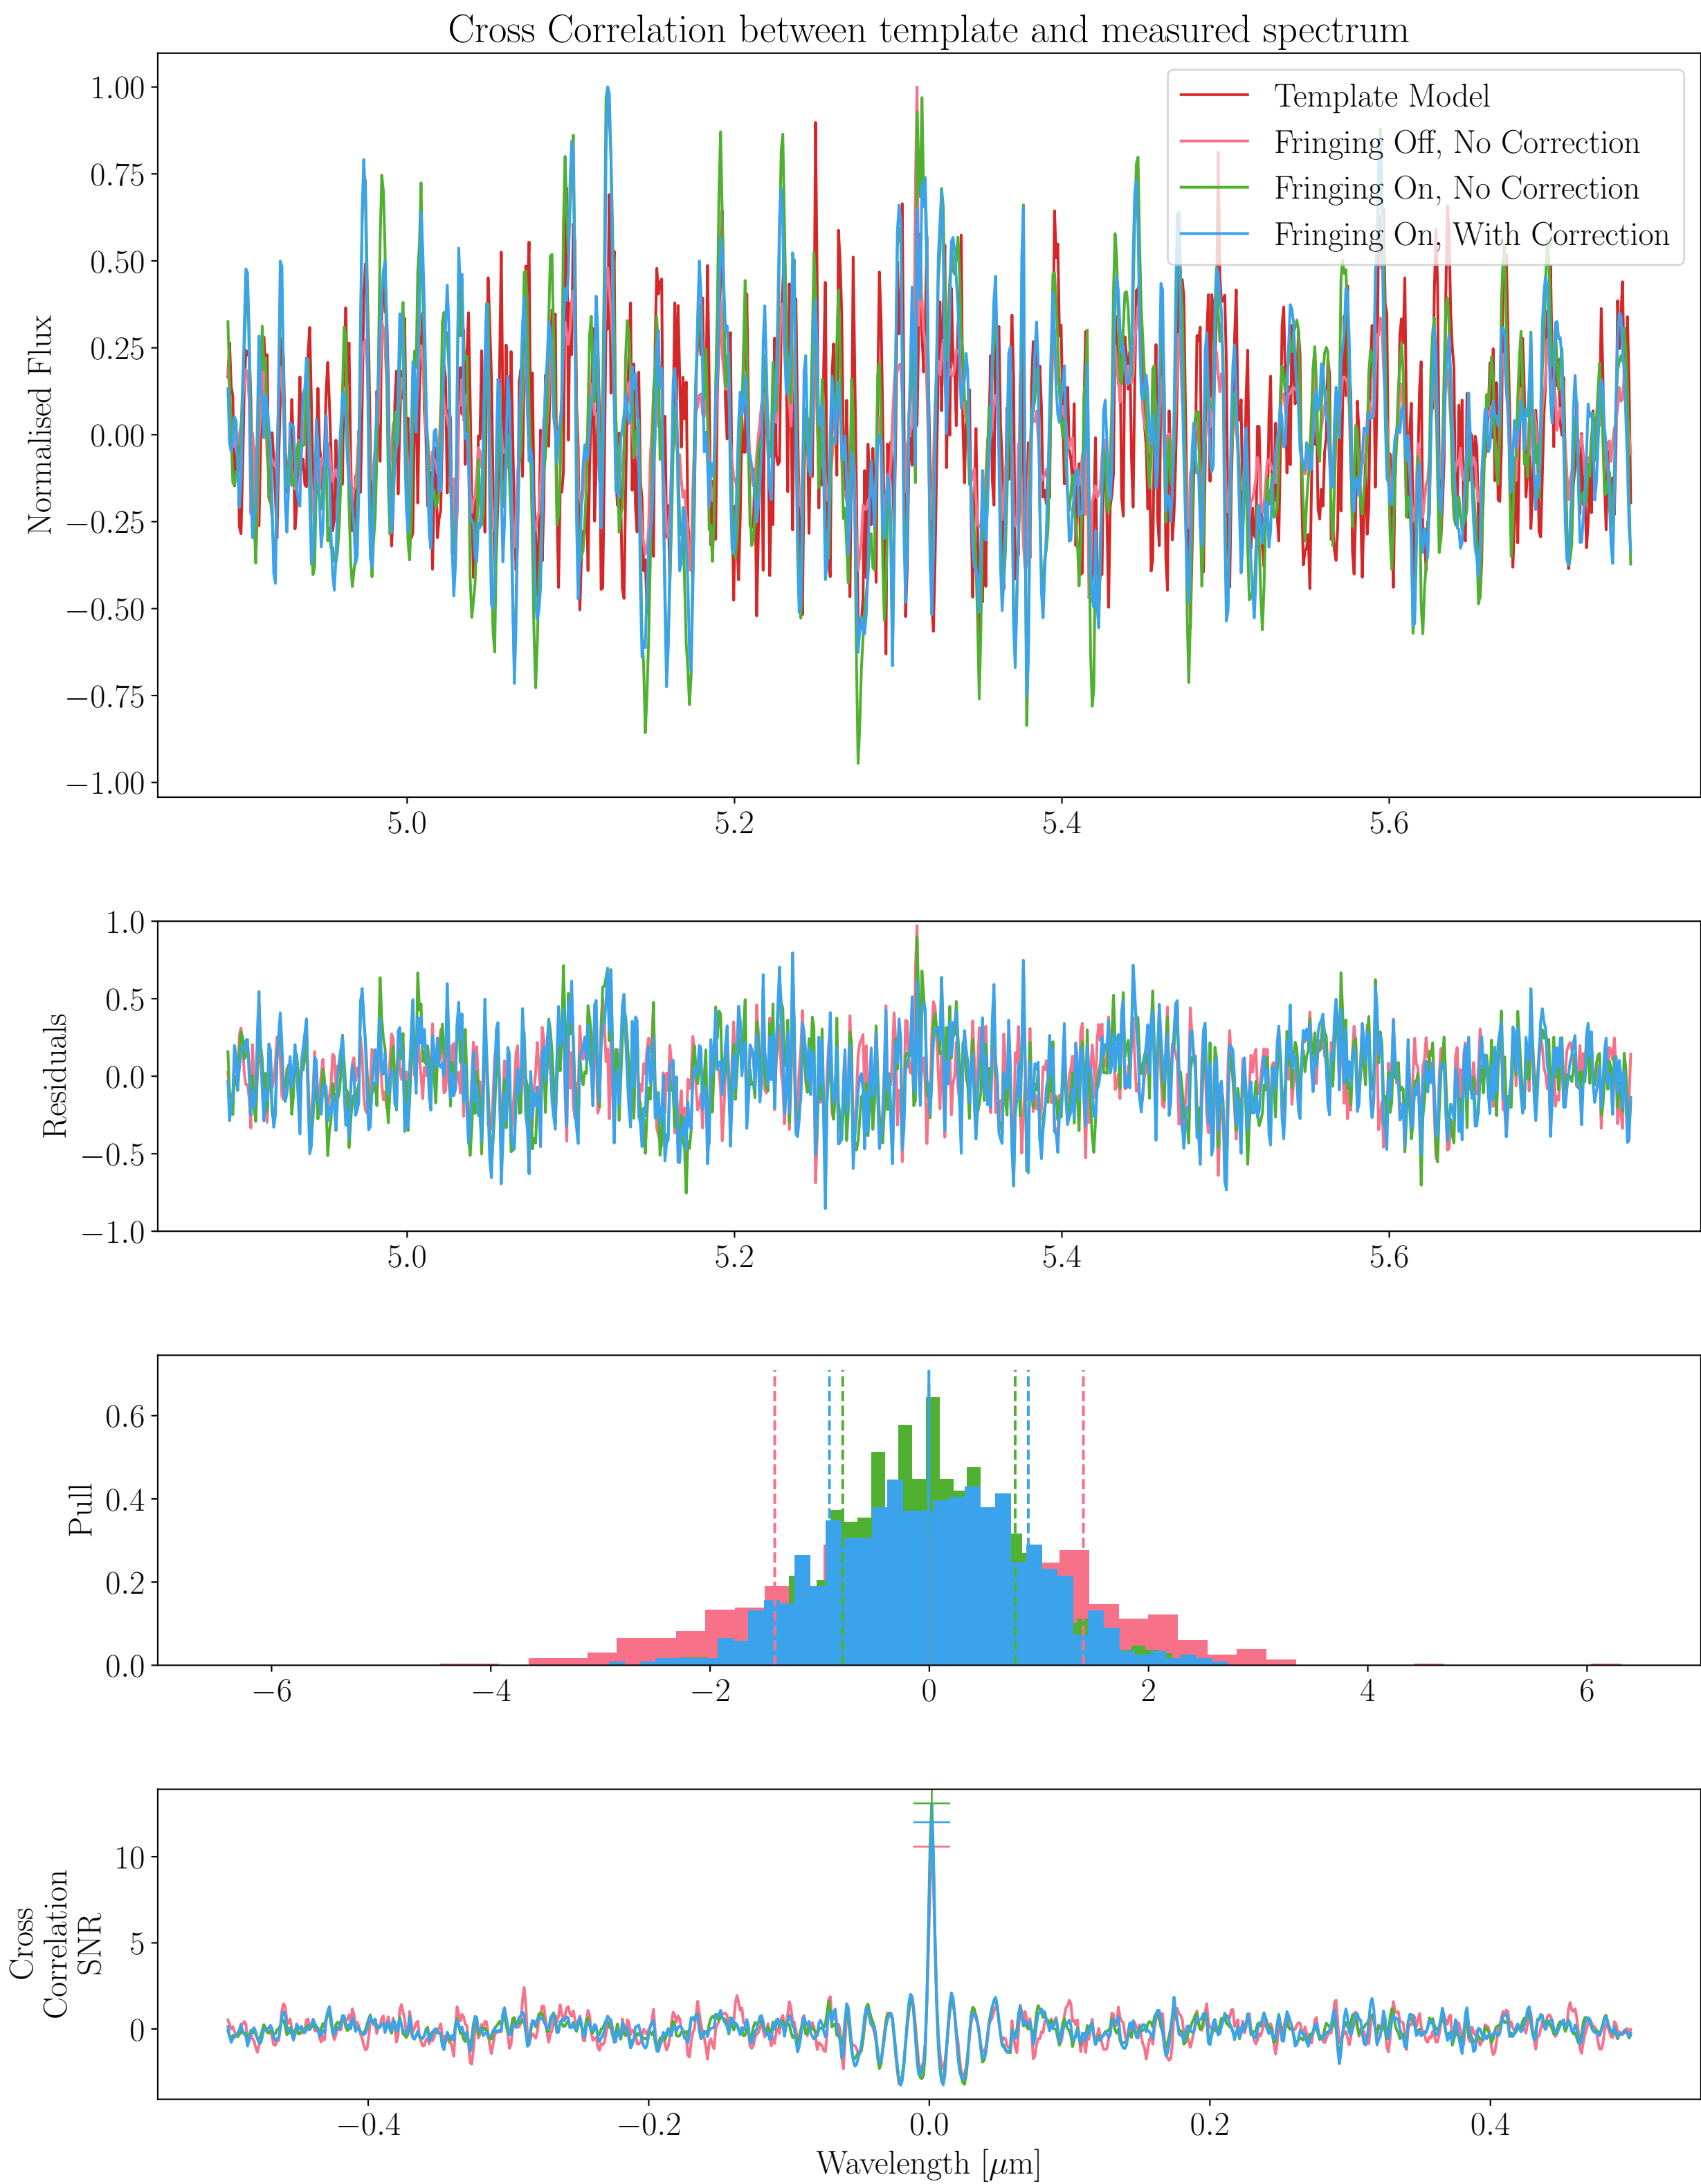 Cross Correlation between template and measured spectrum
Normalised Flux
1.00
0.75
0.50
0.25
0.00
−0.25
−0.50
−0.75
−1.00
Template Model
Fringing Off, No Correction
Fringing On, No Correction
Fringing On, With Correction
5.0 5.2 5.4 5.6
Residuals
1.0
0.5
0.0
−0.5
−1.0
5.0 5.2 5.4 5.6
Pull
0.6
0.4
0.2
0.0
−6 −4 −2 0 2 4 6
Cross
Correlation
SNR
10
5
0
−0.4 −0.2 0.0 0.2 0.4
Wavelength [μm]